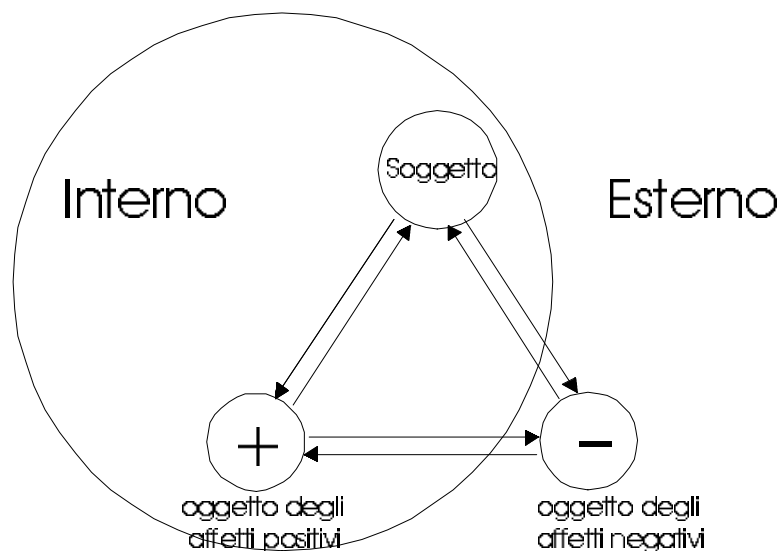 Soggetto
Interno
Esterno
+
-
oggetto degli
affetti positivi
oggetto degli
affetti negativi